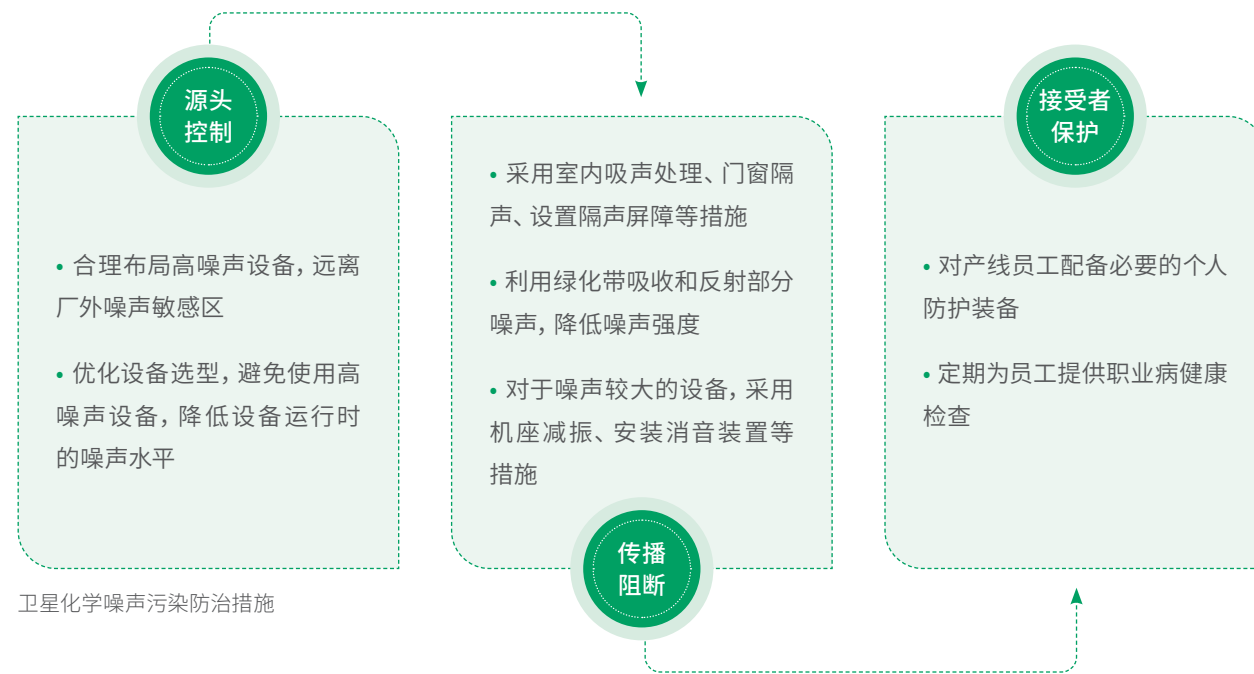 源头
控制
• 合理布局高噪声设备，远离
厂外噪声敏感区
• 优化设备选型，避免使用高
噪声设备，降低设备运行时
的噪声水平
• 采用室内吸声处理、门窗隔
声、设置隔声屏障等措施
• 利用绿化带吸收和反射部分
噪声，降低噪声强度
• 对于噪声较大的设备，采用
机座减振、安装消音装置等
措施
传播
阻断
接受者
保护
• 对产线员工配备必要的个人
防护装备
• 定期为员工提供职业病健康
检查
卫星化学噪声污染防治措施